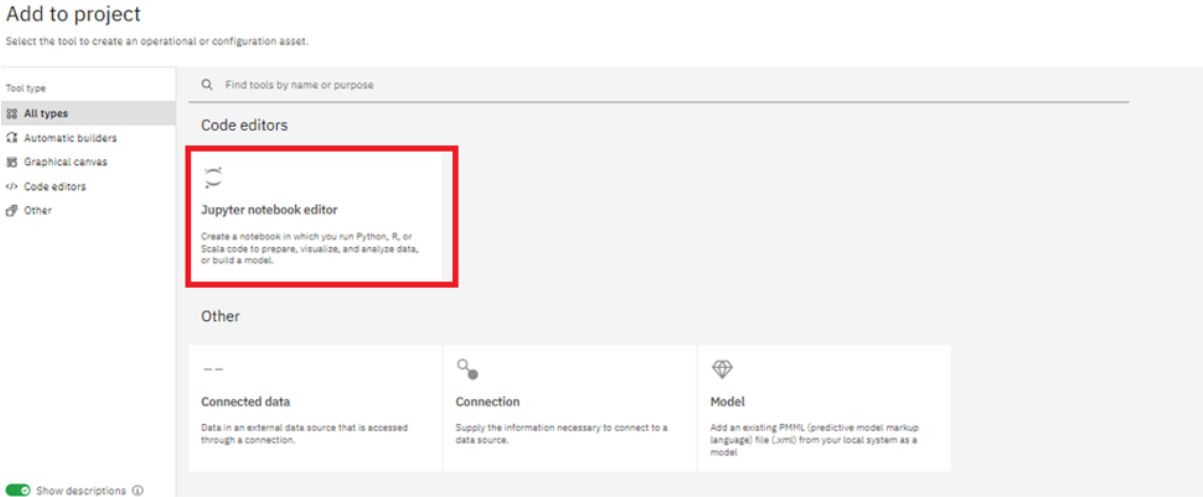 Add to project
Select the tool to create an operational or configuration asset.
Tool type
All types
Automatic builders
Graphical canvas
Code editors
Other
Show descriptions
Find tools by name or purpose
Code editors
Jupyter notebook editor
Create a notebook in which you run Python, R, or
Scala code to prepare, visualize, and analyze data,
or build a model.
Other
Connected data
Data in an external data source that is accessed
through a connection.
Connection
Supply the information necessary to connect to a
data source.
Model
Add an existing PMML (predictive model markup
language) file (.xml) from your local system as a
model